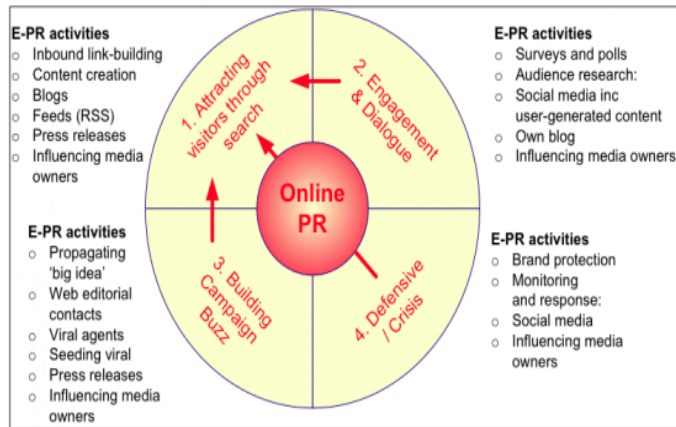 E-PR activities
o Inbound link-building
o Content creation
o Blogs
o Feeds (RSS)
o Press releases
o Influencing media
owners
1. Attracting
visitors through
search
2. Engagement
& Dialogue
E-PR activities
o Surveys and polls
o Audience research:
o Social media inc
user-generated content
o Own blog
o Influencing media owners
Online
PR
E-PR activities
o Propagating
'big idea'
o Web editorial
contacts
o Viral agents
o Seeding viral
o Press releases
o Influencing media
owners
3. Building
Campaign
Buzz
4. Defensive
/ Crisis
E-PR activities
o Brand protection
o Monitoring
and response:
o Social media
o Influencing media
owners